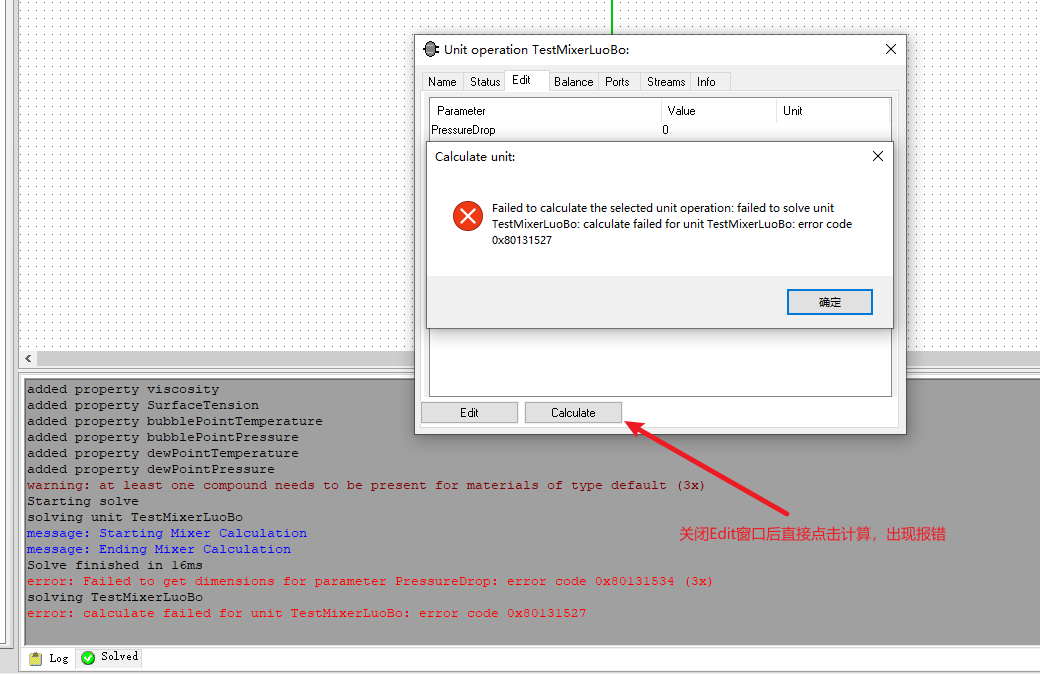 Unit operation TestMixerLuoBo:
Name Status Edit Balance Ports Streams Info
Parameter Value Unit
PressureDrop 0
Calculate unit:
Failed to calculate the selected unit operation: failed to solve unit
TestMixerLuoBo: calculate failed for unit TestMixerLuoBo: error code
0x80131527
确定
Edit Calculate
added property viscosity
added property SurfaceTension
added property bubblePointTemperature
added property bubblePointPressure
added property dewPointTemperature
added property dewPointPressure
warning: at least one compound needs to be present for materials of type default (3x)
Starting solve
solving unit TestMixerLuoBo
message: Starting Mixer Calculation
message: Ending Mixer Calculation
Solve finished in 16ms
error: Failed to get dimensions for parameter PressureDrop: error code 0x80131534 (3x)
solving TestMixerLuoBo
error: calculate failed for unit TestMixerLuoBo: error code 0x80131527
关闭Edit窗口后直接点击计算，出现报错
Log Solved